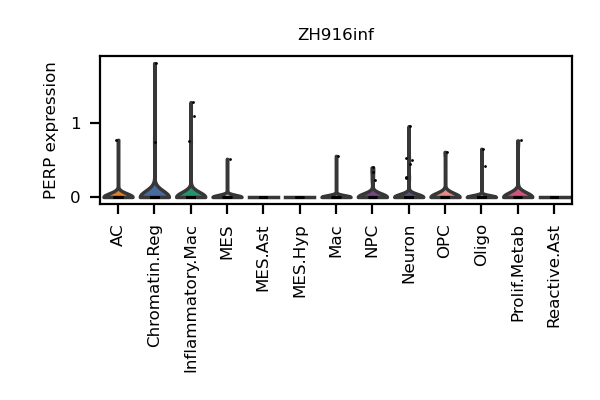 ZH916inf
PERP expression
1
0
AC
Chromatin.Reg
Inflammatory.Mac
MES
MES.Ast
MES.Hyp
Mac
NPC
Neuron
OPC
Oligo
Prolif.Metab
Reactive.Ast